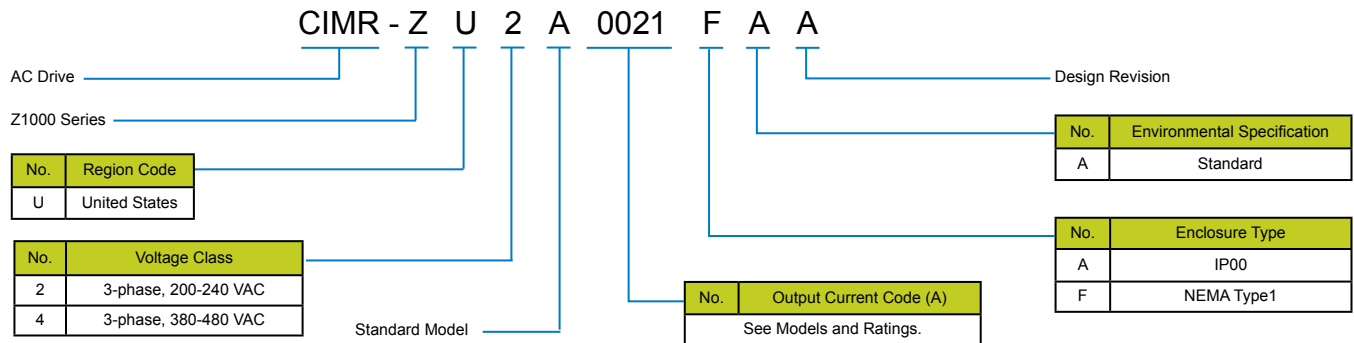 CIMR - Z U 2 A 0021 F A A
AC Drive
Design Revision
Z1000 Series
No. Environmental Specification
A Standard
No. Region Code
U United States
No. Enclosure Type
A IP00
F NEMA Type1
No. Voltage Class
2 3-phase, 200-240 VAC
4 3-phase, 380-480 VAC
Standard Model
No. Output Current Code (A)
See Models and Ratings.